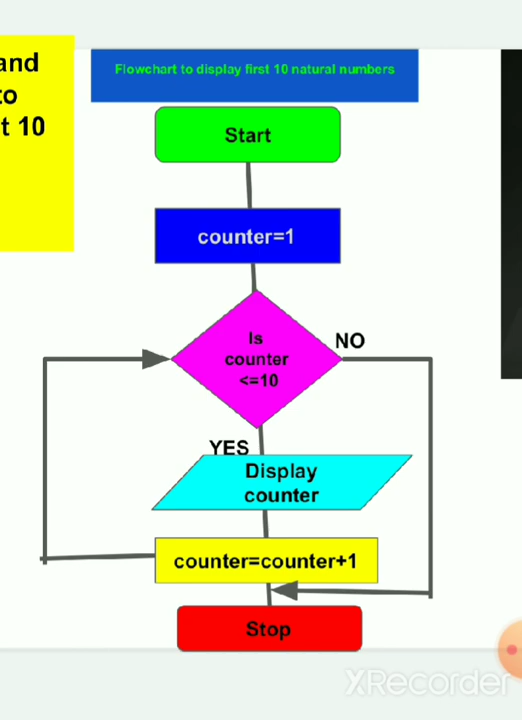 and
to
t 10
Flowchart to display first 10 natural numbers
Start
counter=1
Is
counter
<=10
NO
YES
Display
counter
counter=counter+1
Stop
XRecorder